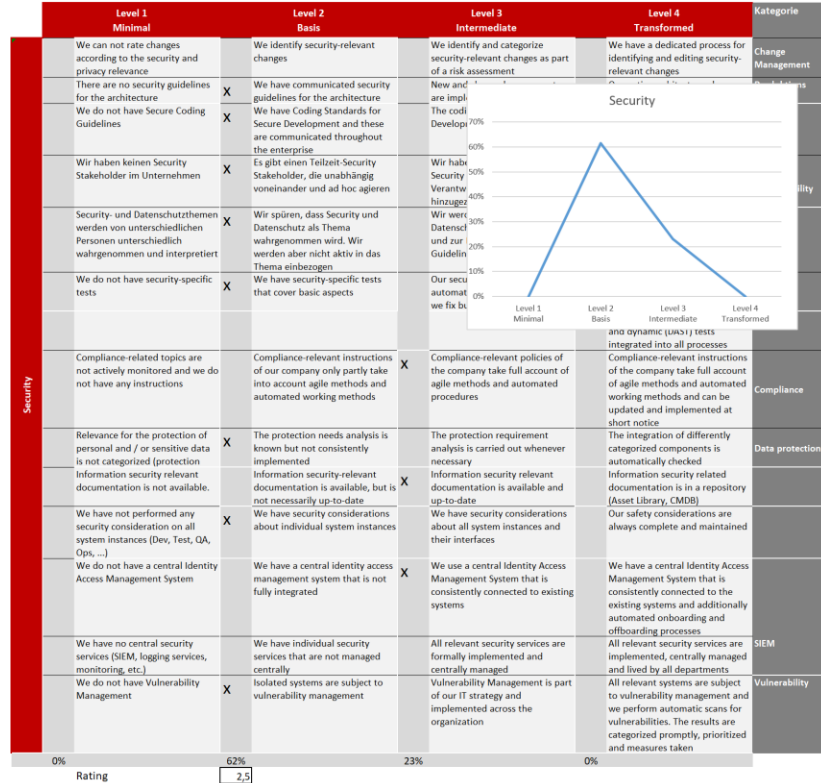 Level 1
Minimal
Level 2
Basis
Level 3
Intermediate
Level 4
Transformed
Kategorie
Security
We can not rate changes
according to the security and
privacy relevance
We identify security-relevant
changes
We identify and categorize
security-relevant changes as part
of a risk assessment
We have a dedicated process for
identifying and editing security-
relevant changes
Change
Management
There are no security guidelines
for the architecture
X
We have communicated security
guidelines for the architecture
We do not have Secure Coding
Guidelines
X
We have Coding Standards for
Secure Development and these
are communicated throughout
the enterprise
The codi
Develop
Wir haben keinen Security
Stakeholder im Unternehmen
X
Es gibt einen Teilzeit-Security
Stakeholder, die unabhängig
voneinander und ad hoc agieren
Wir habe
Security
Verantw
hinzugez
ility
Security- und Datenschutzthemen
werden von unterschiedlichen
Personen unterschiedlich
wahrgenommen und interpretiert
X
Wir spüren, dass Security und
Datenschutz als Thema
wahrgenommen wird. Wir
werden aber nicht aktiv in das
Thema einbezogen
Wir werd
Datensch
und zur
Guidelin
We do not have security-specific
tests
X
We have security-specific tests
that cover basic aspects
Our secu
automat
we fix bu
and dynamic (DAST) tests
integrated into all processes
Security
70%
60%
50%
40%
30%
20%
10%
0%
Level 1
Minimal
Level 2
Basis
Level 3
Intermediate
Level 4
Transformed
Compliance-related topics are
not actively monitored and we do
not have any instructions
Compliance-relevant instructions
of our company only partly take
into account agile methods and
automated working methods
X
Compliance-relevant policies of
the company take full account of
agile methods and automated
procedures
Compliance-relevant instructions
of the company take full account
of agile methods and automated
working methods and can be
updated and implemented at
short notice
Compliance
Relevance for the protection of
personal and / or sensitive data
is not categorized (protection
X
The protection needs analysis is
known but not consistently
implemented
The protection requirement
analysis is carried out whenever
necessary
The integration of differently
categorized components is
automatically checked
Data protection
Information security relevant
documentation is not available.
Information security-relevant
documentation is available, but is
not necessarily up-to-date
X
Information security relevant
documentation is available and
up-to-date
Information security related
documentation is in a repository
(Asset Library, CMDB)
We have not performed any
security consideration on all
system instances (Dev, Test, QA,
Ops, ...)
X
We have security considerations
about individual system instances
We have security considerations
about all system instances and
their interfaces
Our safety considerations are
always complete and maintained
We do not have a central Identity
Access Management System
We have a central identity access
management system that is not
fully integrated
X
We use a central Identity Access
Management System that is
consistently connected to existing
systems
We have a central Identity Access
Management System that is
consistently connected to the
existing systems and additionally
automated onboarding and
offboarding processes
We have no central security
services (SIEM, logging services,
monitoring, etc.)
We have individual security
services that are not managed
centrally
All relevant security services are
formally implemented and
centrally managed
All relevant security services are
implemented, centrally managed
and lived by all departments
SIEM
We do not have Vulnerability
Management
X
Isolated systems are subject to
vulnerability management
Vulnerability Management is part
of our IT strategy and
implemented across the
organization
All relevant systems are subject
to vulnerability management and
we perform automatic scans for
vulnerabilities. The results are
categorized promptly, prioritized
and measures taken
Vulnerability
0% 62% 23% 0%
Rating 2,5